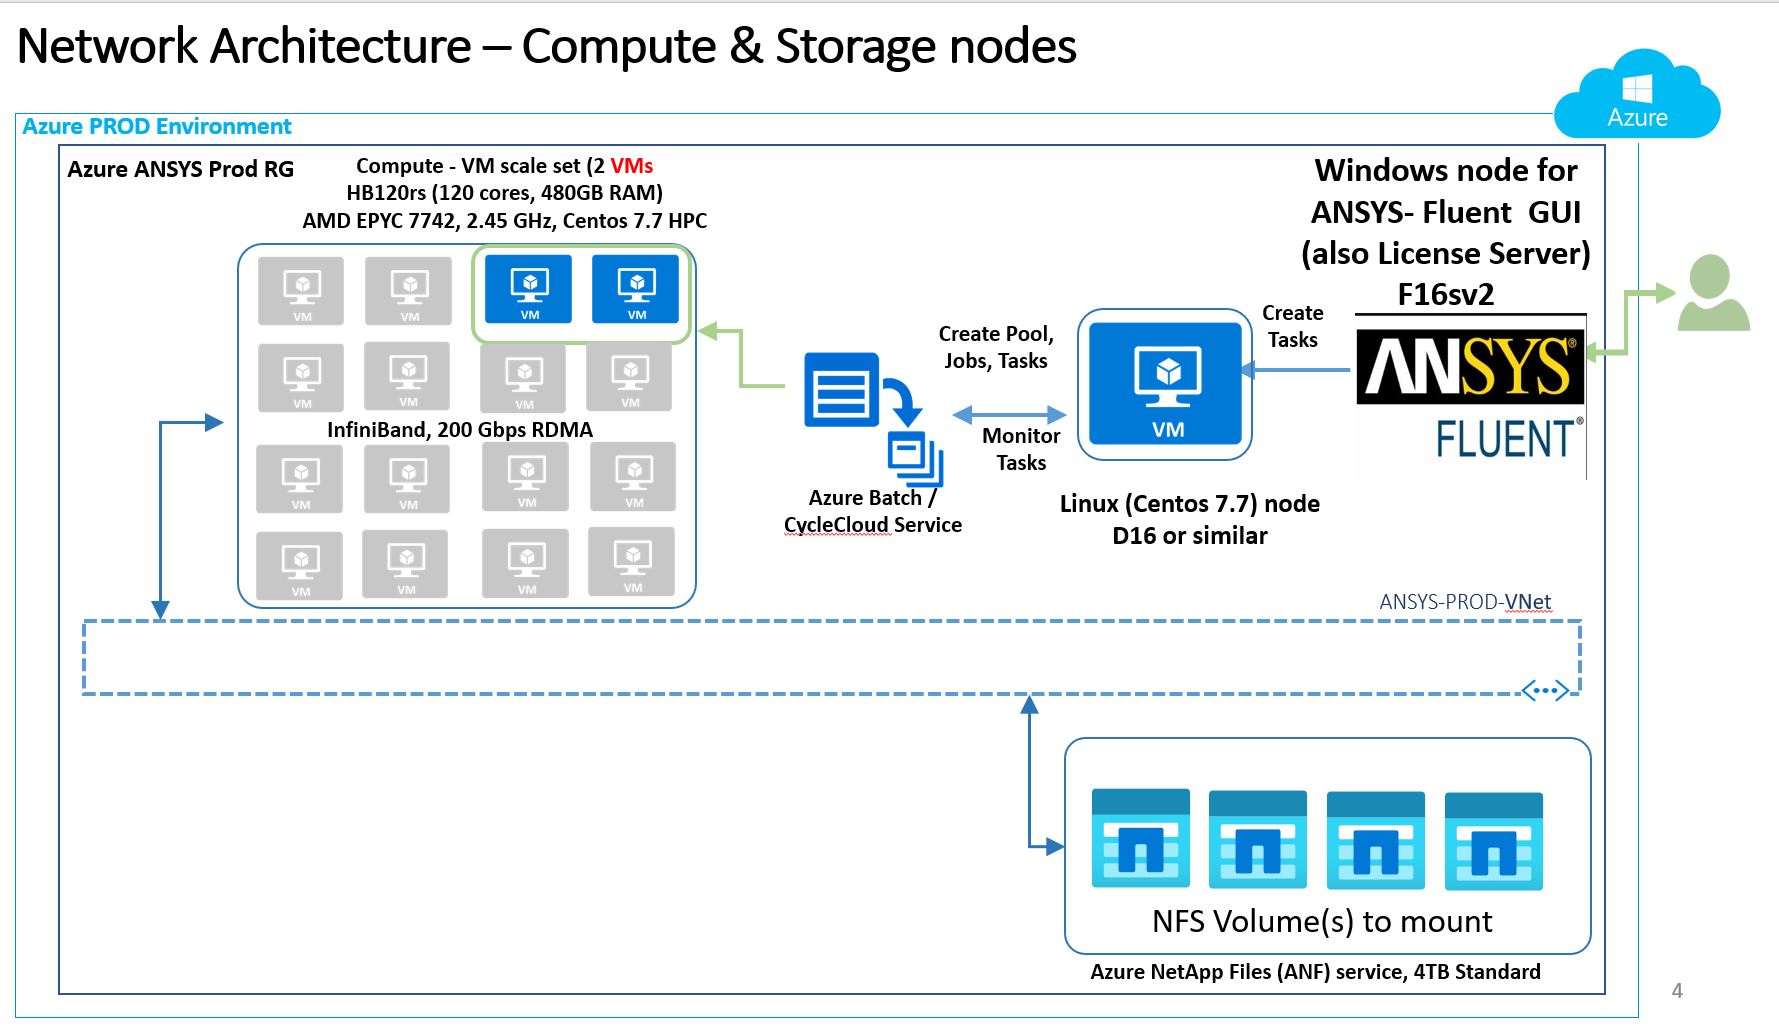 Network Architecture – Compute & Storage nodes
Azure
Azure PROD Environment
Azure ANSYS Prod RG
Compute - VM scale set (2 VMs
HB120rs (120 cores, 480GB RAM)
AMD EPYC 7742, 2.45 GHz, Centos 7.7 HPC
VM
VM
VM
VM
VM
VM
VM
VM
InfiniBand, 200 Gbps RDMA
VM
VM
VM
VM
VM
VM
VM
VM
Azure Batch /
CycleCloud Service
Create Pool,
Jobs, Tasks
Monitor
Tasks
VM
Linux (Centos 7.7) node
D16 or similar
Create
Tasks
Windows node for
ANSYS- Fluent  GUI
(also License Server)
F16sv2
ANSYS®
FLUENT®
ANSYS-PROD-VNet
NFS Volume(s) to mount
Azure NetApp Files (ANF) service, 4TB Standard
4